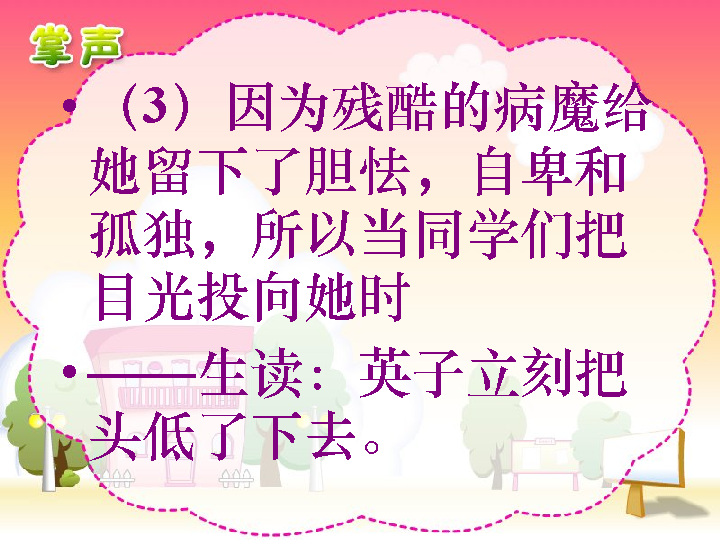 掌声
•（3）因为残酷的病魔给
她留下了胆怯，自卑和
孤独，所以当同学们把
目光投向她时
•——生读：英子立刻把
头低了下去。